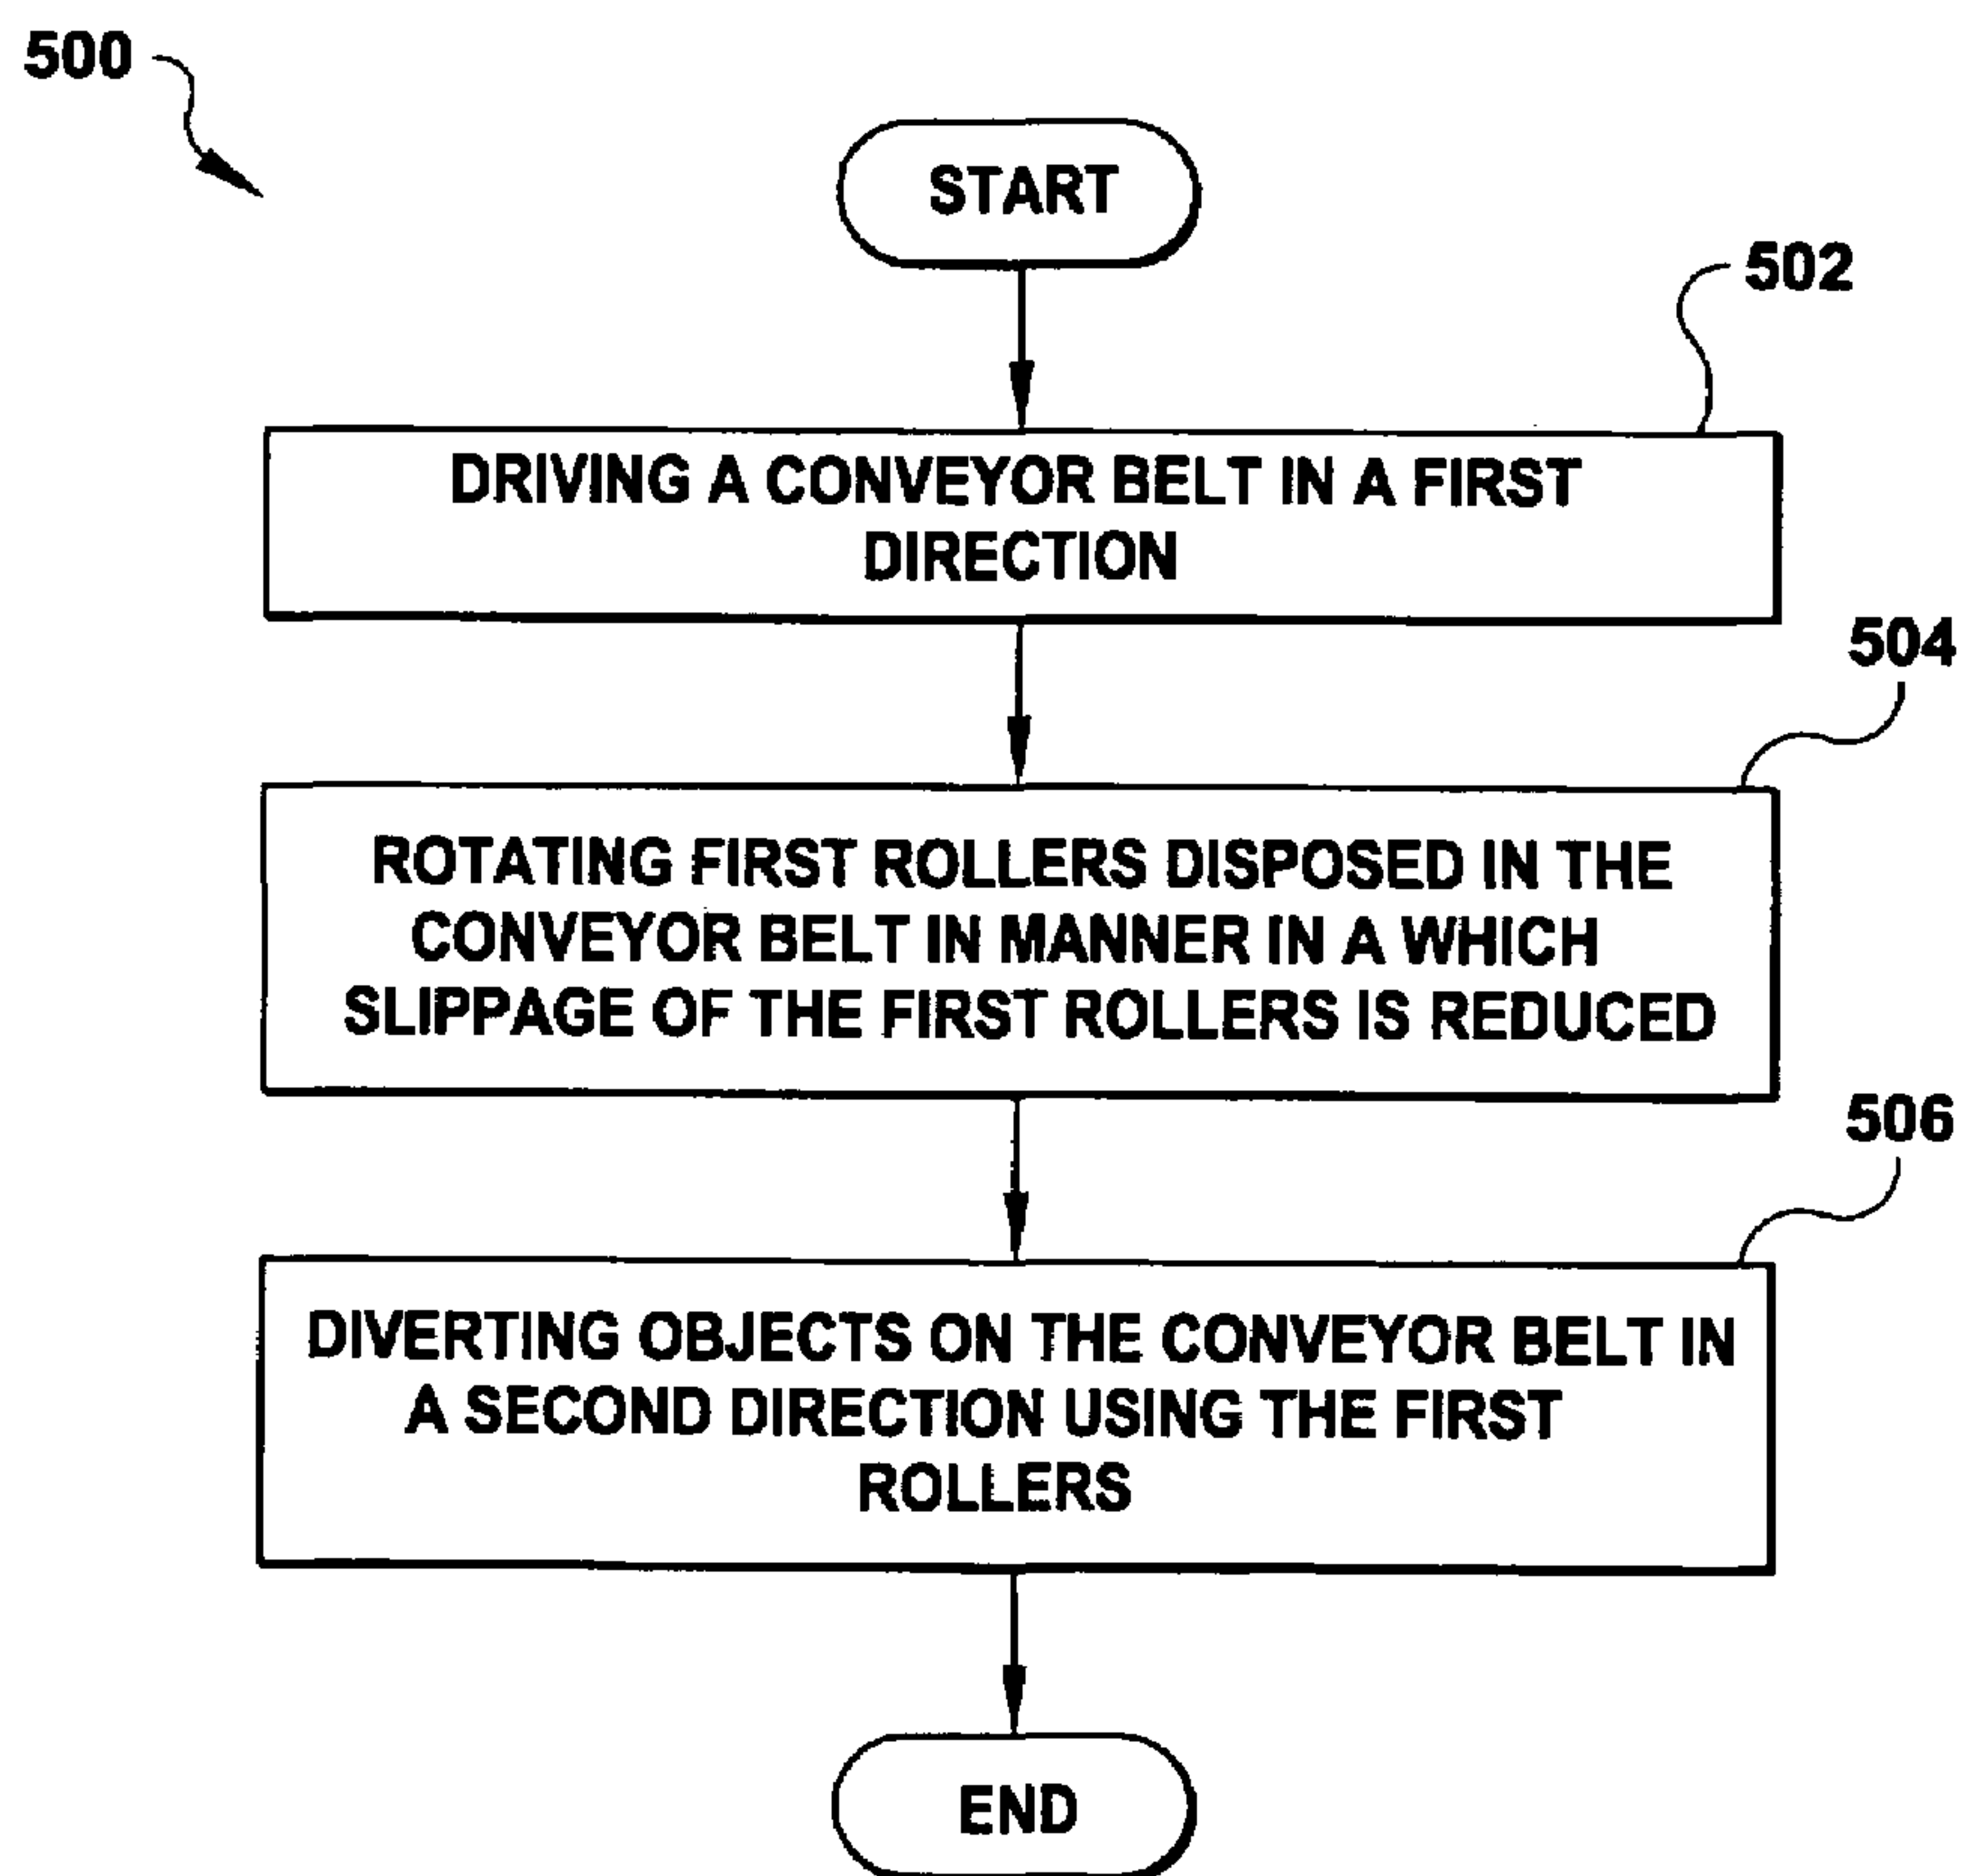 500
START
502
DRIVING A CONVEYOR BELT IN A FIRST
DIRECTION
504
ROTATING FIRST ROLLERS DISPOSED IN THE
CONVEYOR BELT IN MANNER IN A WHICH
SLIPPAGE OF THE FIRST ROLLERS IS REDUCED
506
DIVERTING OBJECTS ON THE CONVEYOR BELT IN
A SECOND DIRECTION USING THE FIRST
ROLLERS
END